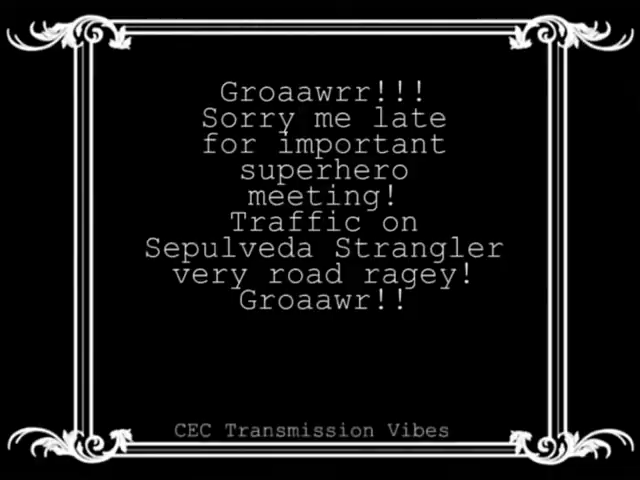 Groaawrr!!!
Sorry me late
for important
superhero
meeting!
Traffic on
Sepulveda Strangler
very road ragey!
Groaawr!!
CEC Transmission Vibes